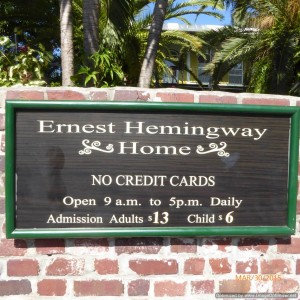 Ernest Hemingway
Home
NO CREDIT CARDS
Open 9 a.m. to 5p.m. Daily
Admission Adults $13 Child $6